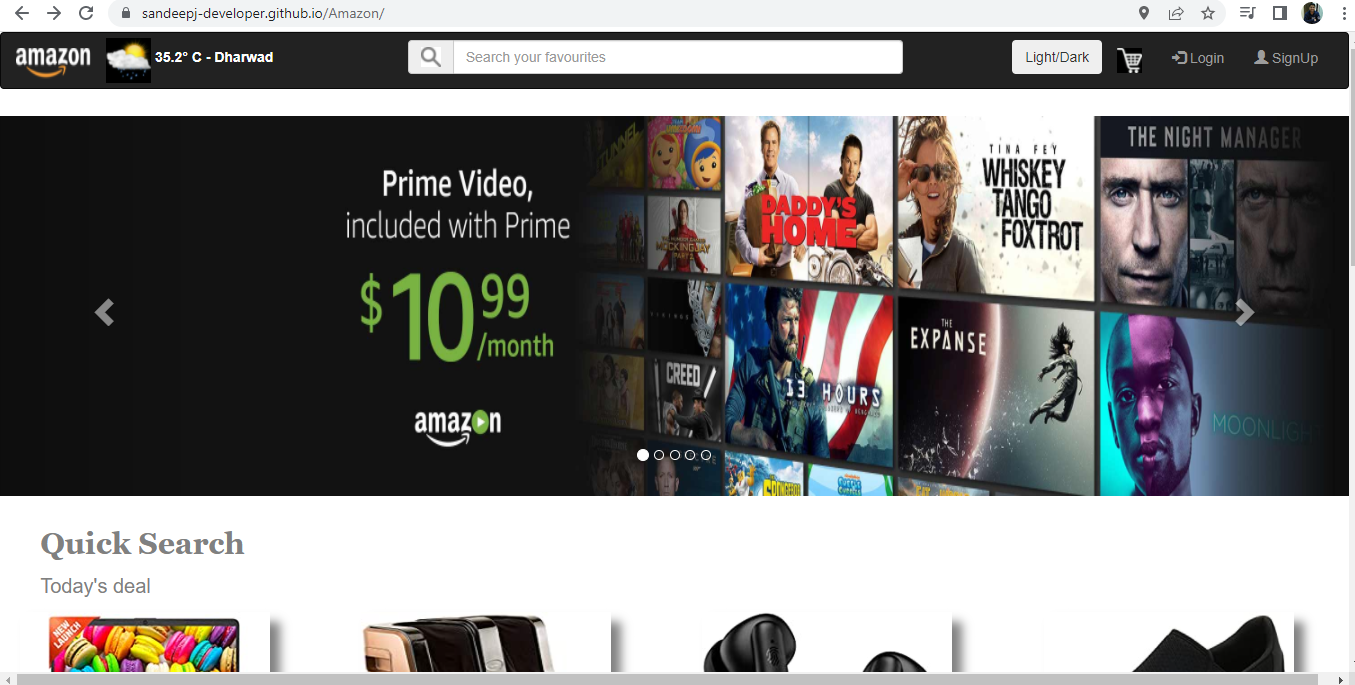 sandeepj-developer.github.io/Amazon/
amazon
35.2° C - Dharwad
Search your favourites
Light/Dark
Login
SignUp
Prime Video,
included with Prime
$10.99
/month
amazon
TUNNEL
MOCKINGJAY
CREED
DADDY'S
HOME
TINA FEY
WHISKEY
TANGO
FOXTROT
THE NIGHT MANAGER
13 HOURS
THE
EXPANSE
MOONLIGHT
Quick Search
Today's deal
NEW
LAUNCH